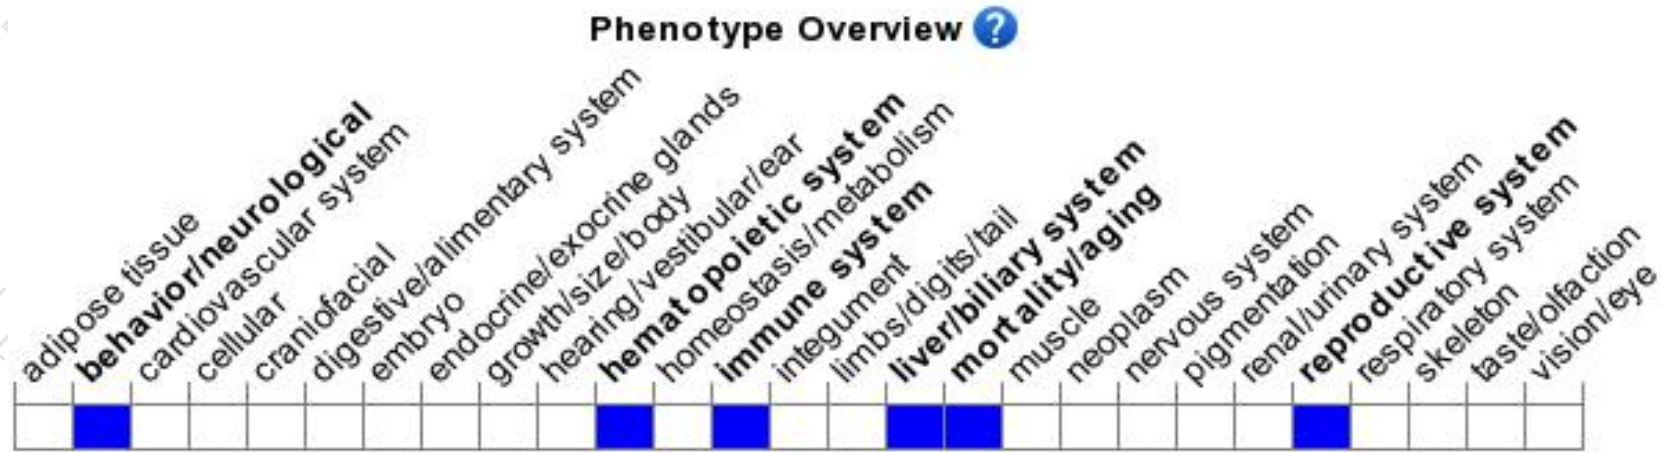 Phenotype Overview ?
adipose tissue
behavior/neurological
cardiovascular system
cellular
craniofacial
digestive/alimentary system
embryo
endocrine/exocrine glands
growth/size/body
hearing/vestibular/ear
hematopoietic system
homeostasis/metabolism
immune system
integument
limbs/digits/tail
liver/biliary system
mortality/aging
muscle
neoplasm
nervous system
pigmentation
renal/urinary system
reproductive system
respiratory system
skeleton
taste/olfaction
vision/eye